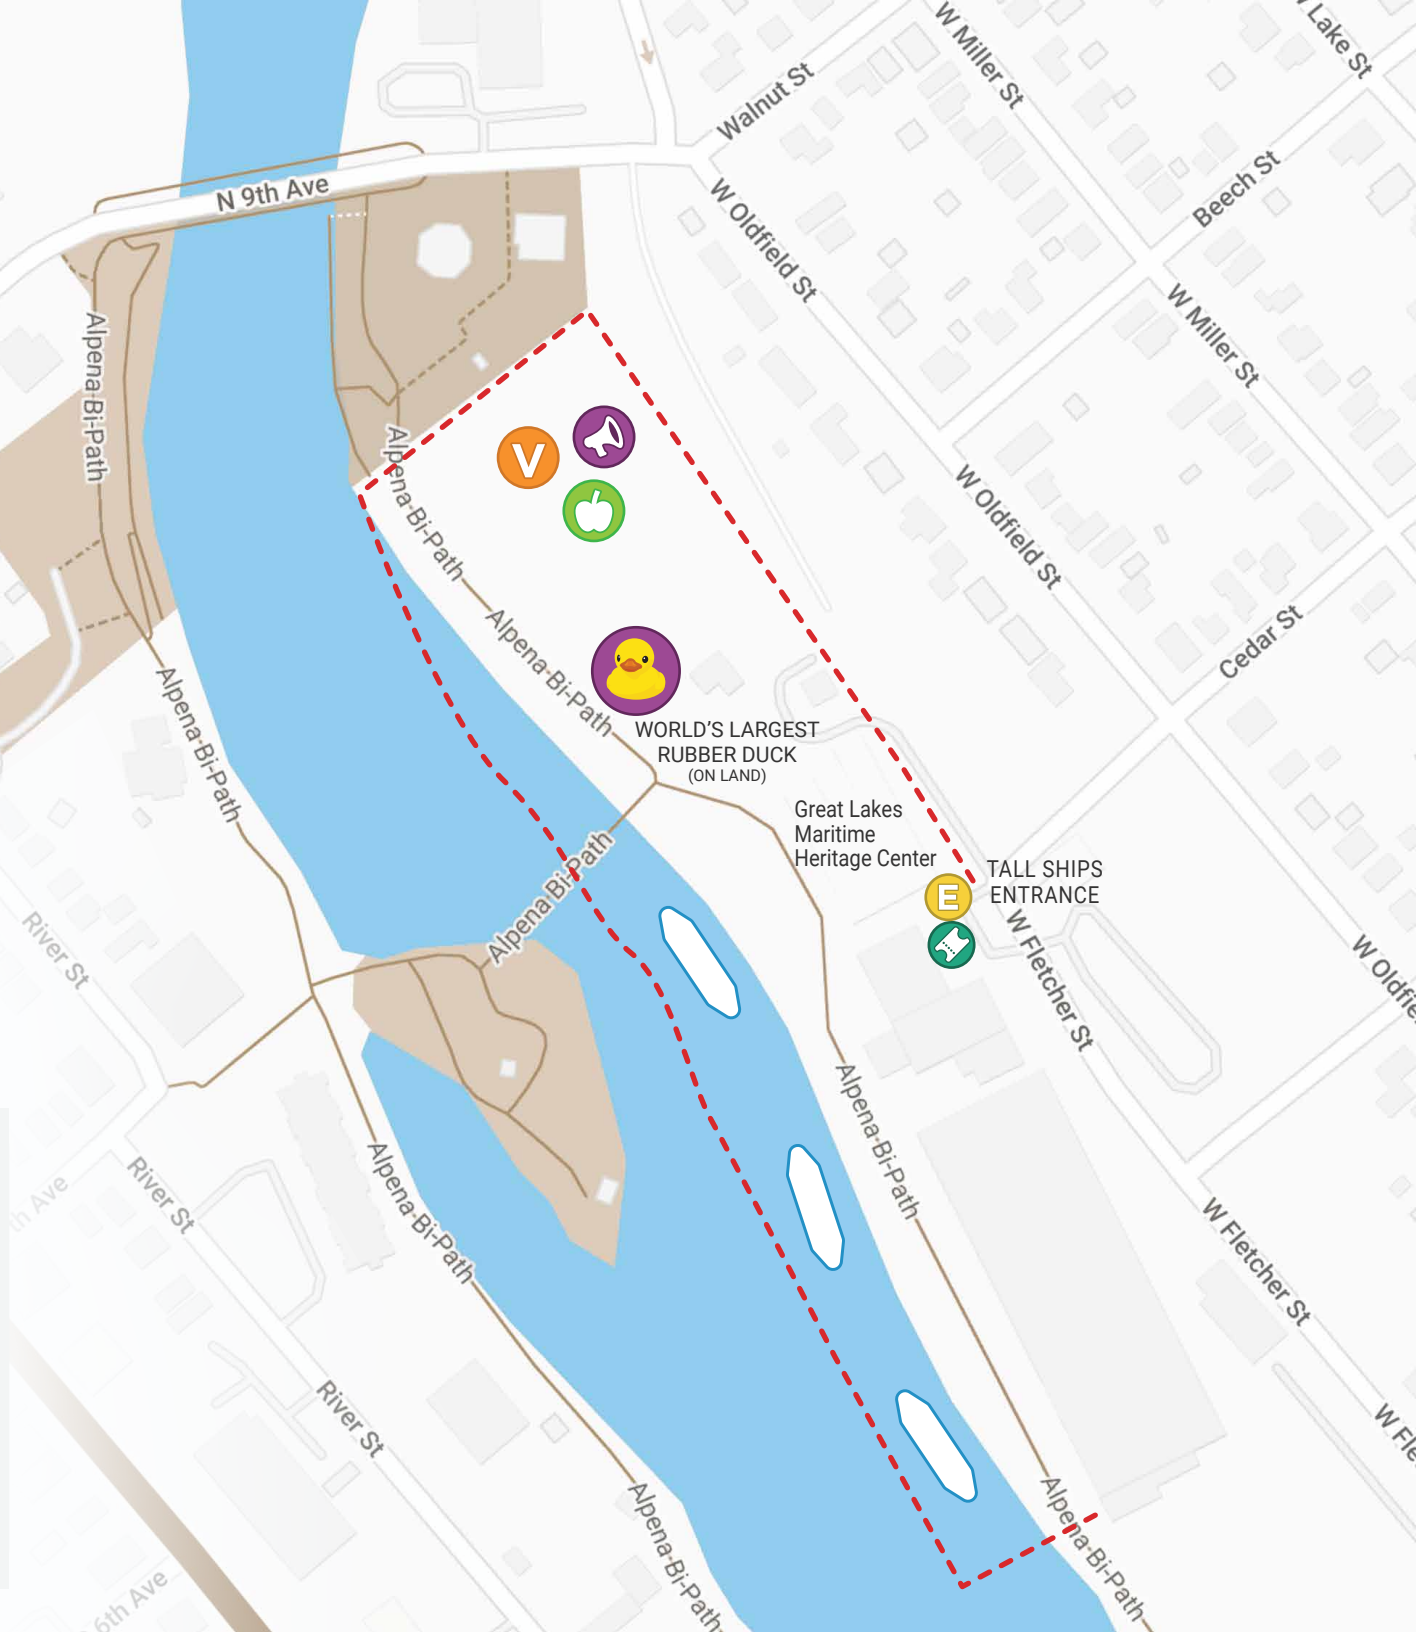 W Lake St
W Miller St
Walnut St
Beech St
N 9th Ave
W Oldfield St
W Miller St
Alpena-Bi-Path
Alpena-Bi-Path
V
W Oldfield St
Alpena-Bi-Path
Cedar St
Alpena-Bi-Path
WORLD'S LARGEST
RUBBER DUCK
(ON LAND)
Great Lakes
Maritime
Heritage Center
Alpena Bi-Path
TALL SHIPS
ENTRANCE
E
River St
W Fletcher St
W Oldfie
Alpena-Bi-Path
Alpena-Bi-Path
River St
th Ave
W Fletcher St
River St
W Fle
Alpena-Bi-Path
Alpena-Bi-Path
6th Ave